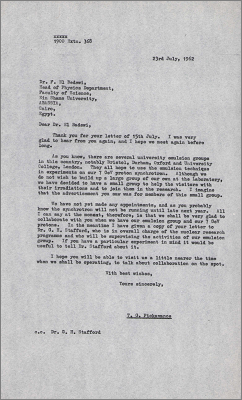 xxxxx
1900 Extn. 368
23rd July, 1962
Dr. F. El Bedewi,
Head of Physics Department,
Faculty of Science,
Ein Shams University,
ABASSIA,
Cairo,
Egypt.
Dear Dr. El Bedewi,
Thank you for your letter of 15th July. I was very
glad to hear from you again, and I hope we meet again before
long.
As you know, there are several university emulsion groups
in this country, notably Bristol, Durham, Oxford and University
College, London. They all hope to use the emulsion technique
in experiments on our 7 GeV proton synchrotron. Although we
do not wish to build up a large group of our own at the Laboratory,
we have decided to have a small group to help the visitors with
their irradiations and to join them in the research. I imagine
that the advertisement you saw was for members of this small group.
We have not yet made any appointments, and as you probably
know the synchrotron will not be running until late next year. All
I can say at the moment, therefore, is that we shall be very glad to
collaborate with you when we have our emulsion group and our 7 GeV
protons. In the meantime I have given a copy of your letter to
Dr. G. H. Stafford, who is in overall charge of the nuclear research
programme and who will be supervising the activities of our emulsion
group. If you have a particular experiment in mind it would be
useful to tell Dr. Stafford about it.
I hope you will be able to visit us a little nearer the time
when we shall be operating, to talk about collaboration on the spot.
With best wishes,
Yours sincerely,
T. G. Pickavance
c.c. Dr. G. H. Stafford